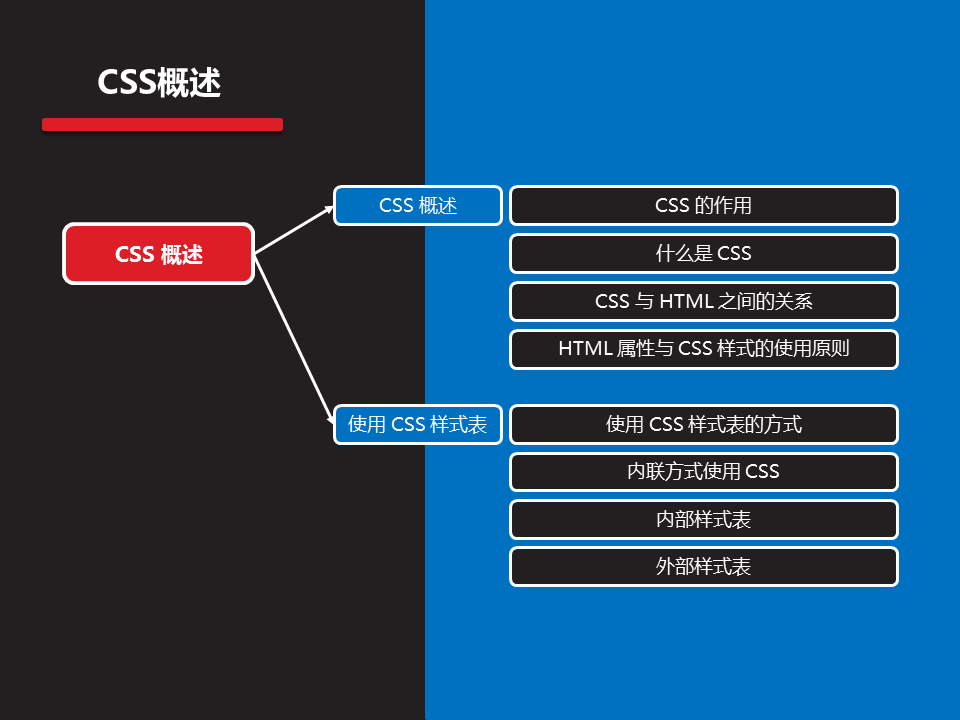 CSS概述
CSS 概述
CSS 概述
CSS 的作用
什么是 CSS
CSS 与 HTML 之间的关系
HTML 属性与 CSS 样式的使用原则
使用 CSS 样式表
使用 CSS 样式表的方式
内联方式使用 CSS
内部样式表
外部样式表